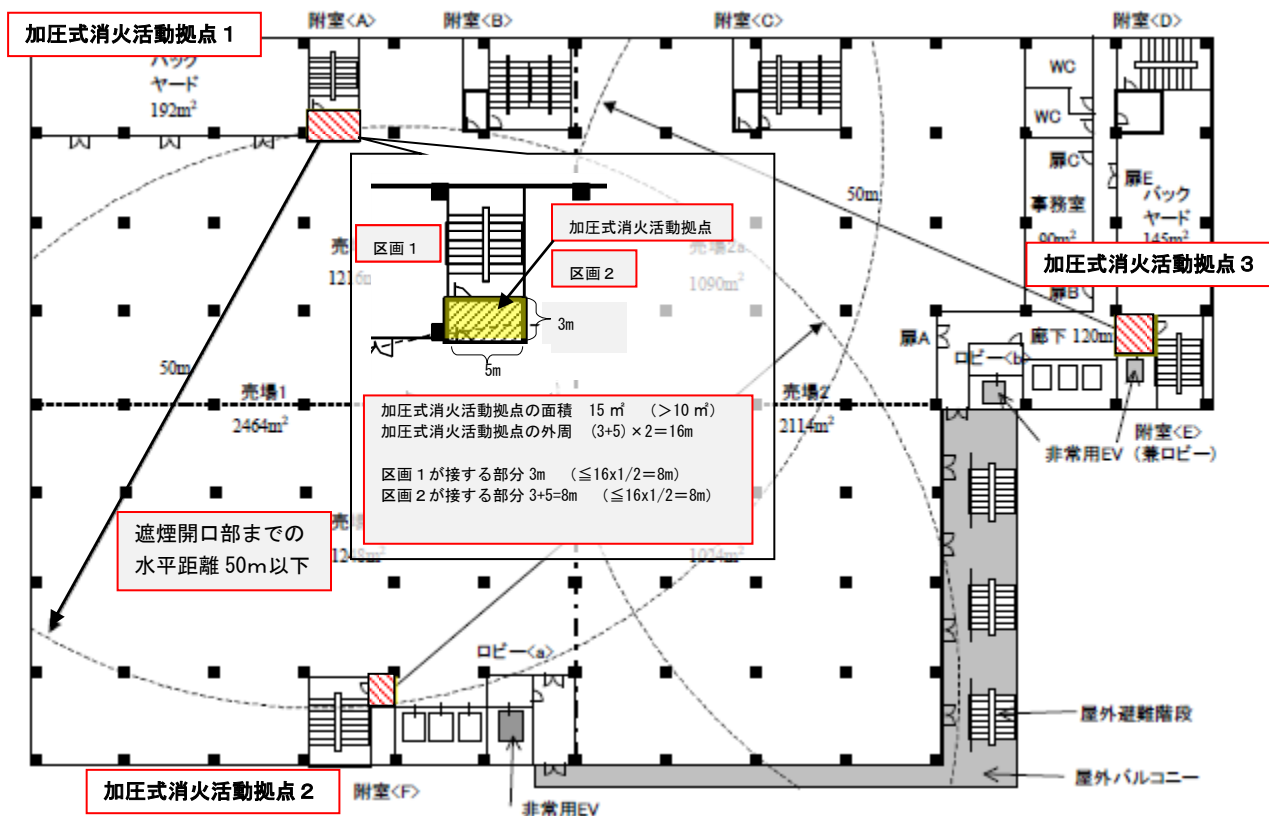 附室<A>
附室<B>
附室<C>
附室<D>
加圧式消火活動拠点１
バック
ヤード
192m²
WC
WC
扉C
扉E
事務室
90m²
バック
ヤード
145m²
50m
加圧式消火活動拠点
区画１
区画２
売場2a
1090m²
3m
5m
加圧式消火活動拠点３
扉B
扉A
廊下 120m
ロビー<b>
50m
売場1
2464m²
売場2
2114m²
附室<E>
非常用EV（兼ロビー）
加圧式消火活動拠点の面積 15㎡ （>10㎡）
加圧式消火活動拠点の外周 (3+5)×2=16m
区画１が接する部分 3m （≦16x1/2=8m）
区画２が接する部分 3+5=8m （≦16x1/2=8m）
遮煙開口部までの
水平距離 50m以下
1248m²
1024m²
ロビー<a>
屋外避難階段
屋外バルコニー
加圧式消火活動拠点２
附室<F>
非常用EV